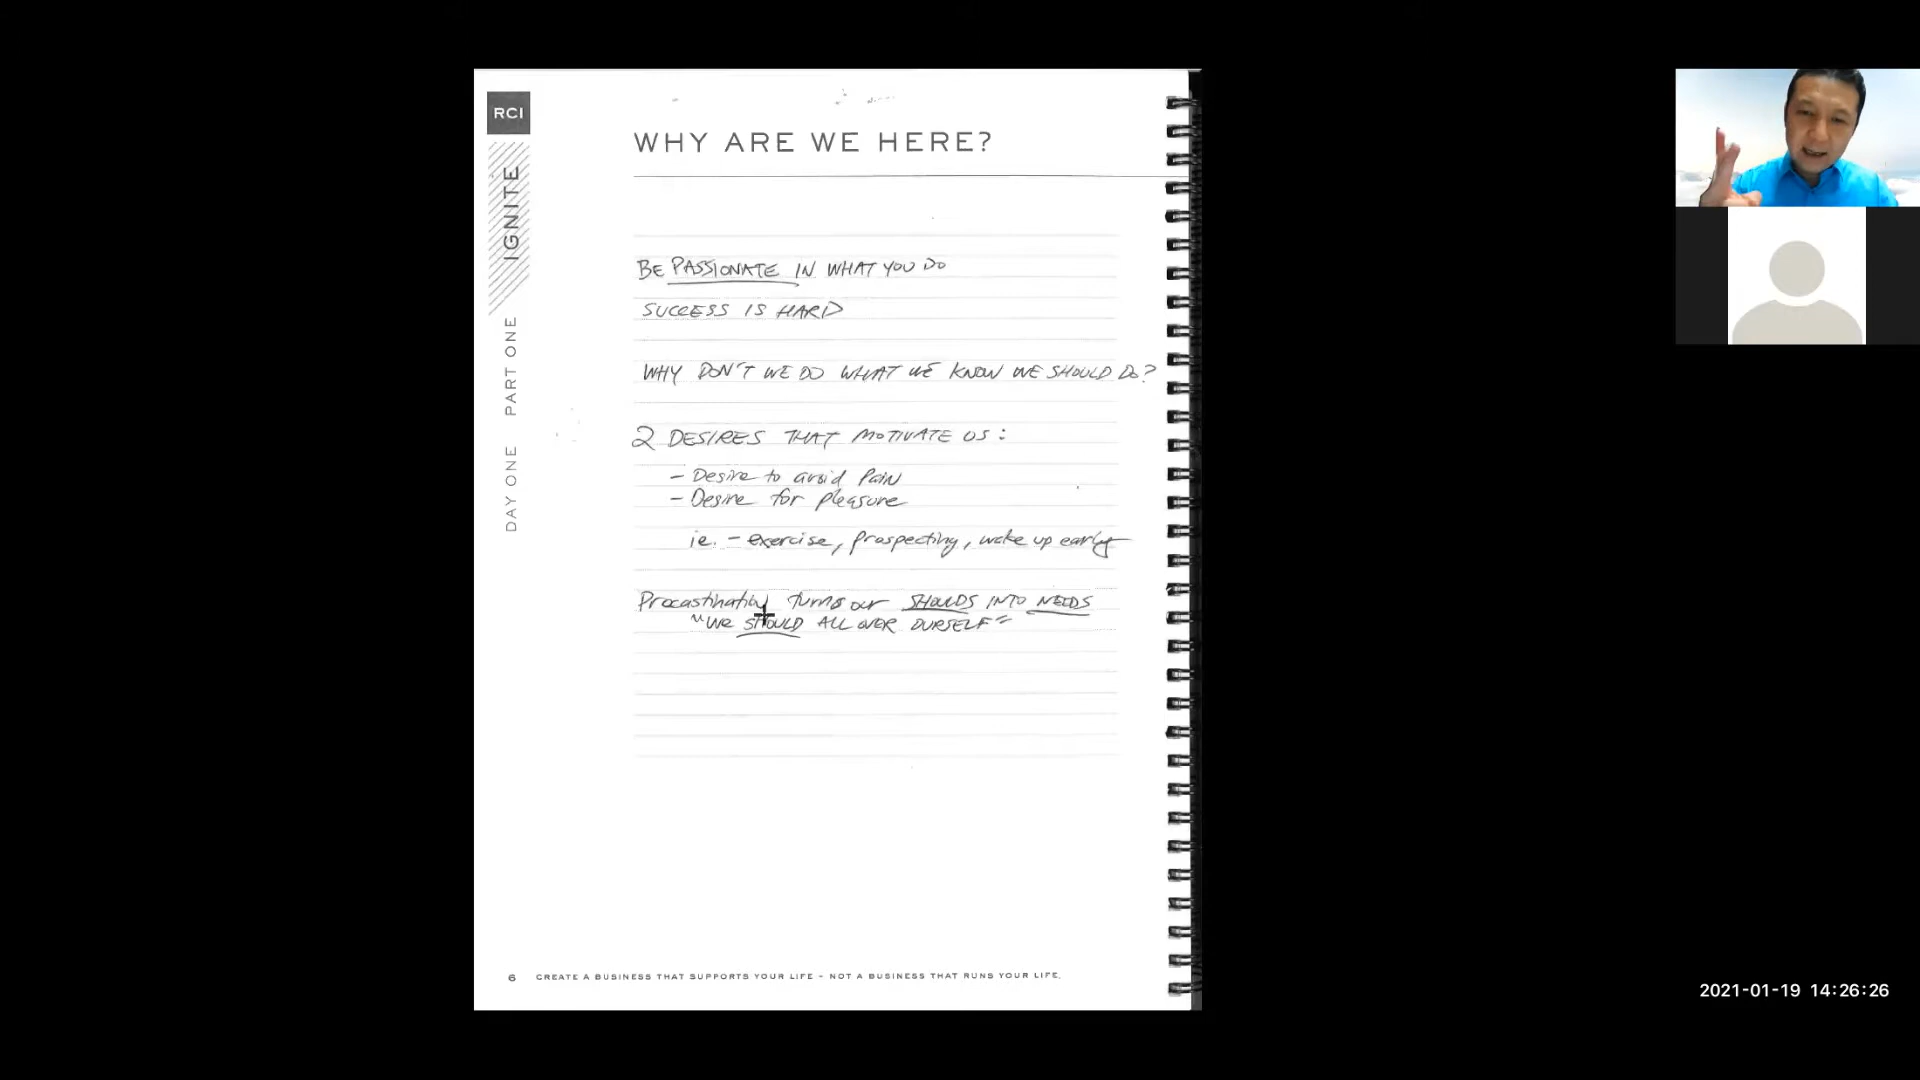 RCI
IGNITE
PART ONE
DAY ONE
WHY ARE WE HERE?
BE PASSIONATE IN WHAT YOU DO
SUCCESS IS HARD
WHY DON'T WE DO WHAT WE KNOW WE SHOULD DO?
2 DESIRES THAT MOTIVATE US:
- Desire to avoid Pain
- Desire for pleasure
ie. - exercise, prospecting, wake up early
Procastination turns our SHOULDS INTO NEEDS
"We SHOULD ALL OVER OURSELF"
6 CREATE A BUSINESS THAT SUPPORTS YOUR LIFE – NOT A BUSINESS THAT RUNS YOUR LIFE.
2021-01-19 14:26:26